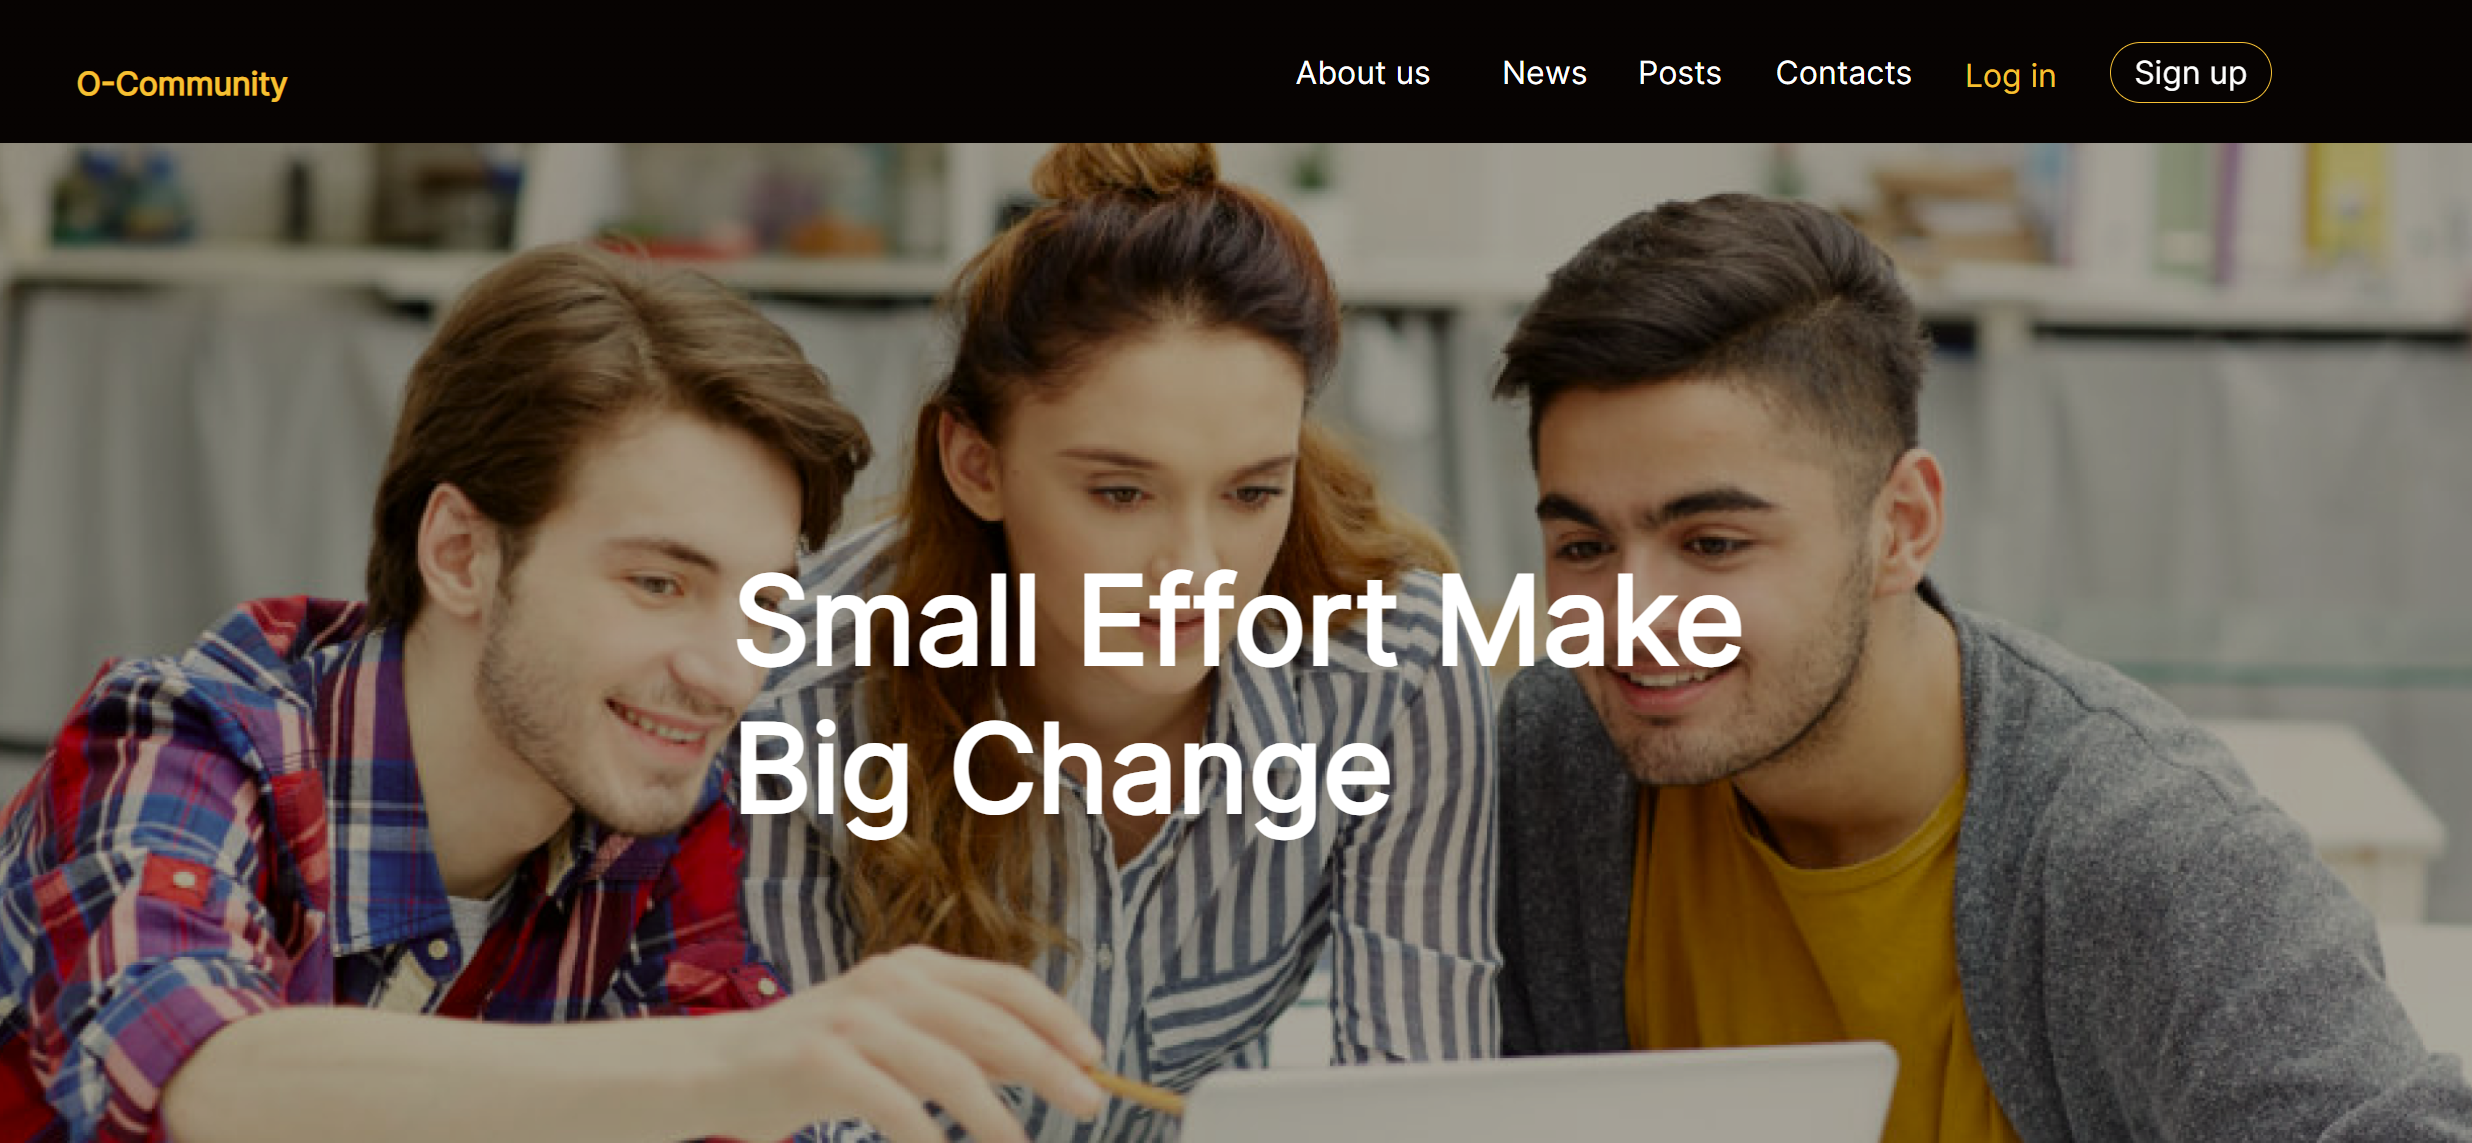 O-Community
About us News Posts Contacts Log in Sign up
Small Effort Make
Big Change